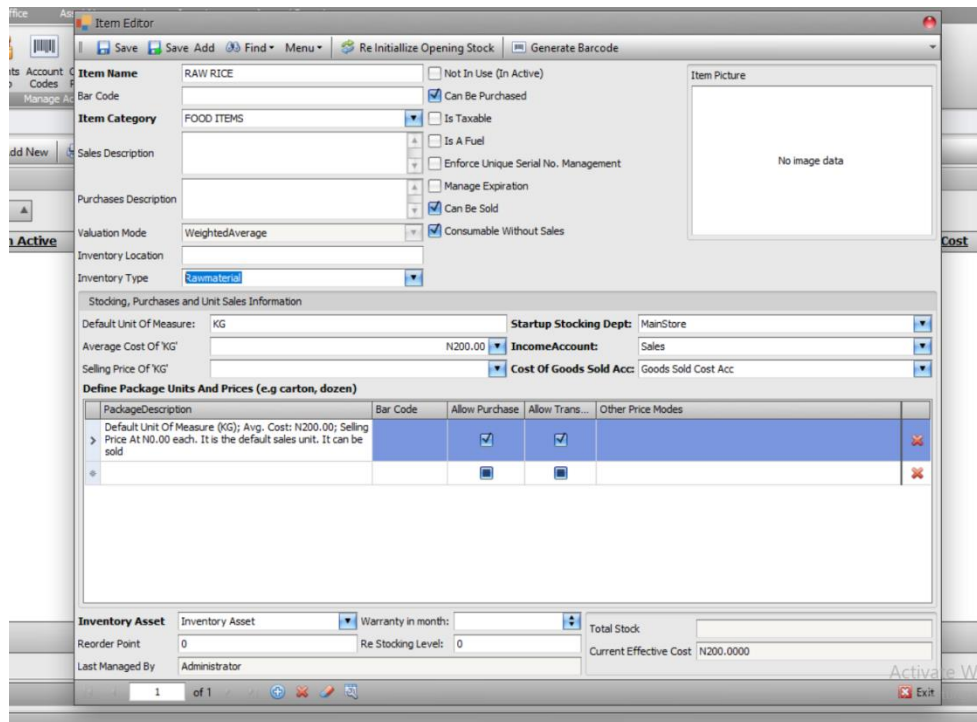 ffice
Item Editor
Save Save Add Find Menu Re Initiallize Opening Stock Generate Barcode
Account
Codes
Manage Ac
Item Name RAW RICE Not In Use (In Active) Item Picture
Bar Code Can Be Purchased
Item Category FOOD ITEMS Is Taxable
Is A Fuel
dd New Sales Description Enforce Unique Serial No. Management No image data
Manage Expiration
Purchases Description Can Be Sold
n Active Valuation Mode WeightedAverage Consumable Without Sales Cost
Inventory Location
Inventory Type Rawmaterial
Stocking, Purchases and Unit Sales Information
Default Unit Of Measure: KG Startup Stocking Dept: MainStore
Average Cost Of 'KG' N200.00 IncomeAccount: Sales
Selling Price Of 'KG' Cost Of Goods Sold Acc: Goods Sold Cost Acc
Define Package Units And Prices (e.g carton, dozen)
PackageDescription Bar Code Allow Purchase Allow Trans... Other Price Modes
Default Unit Of Measure (KG); Avg. Cost: N200.00; Selling
Price At N0.00 each. It is the default sales unit. It can be
sold
Inventory Asset Inventory Asset Warranty in month: Total Stock
Reorder Point 0 Re Stocking Level: 0 Current Effective Cost N200.0000
Last Managed By Administrator
Activate W
1 of 1 Exit